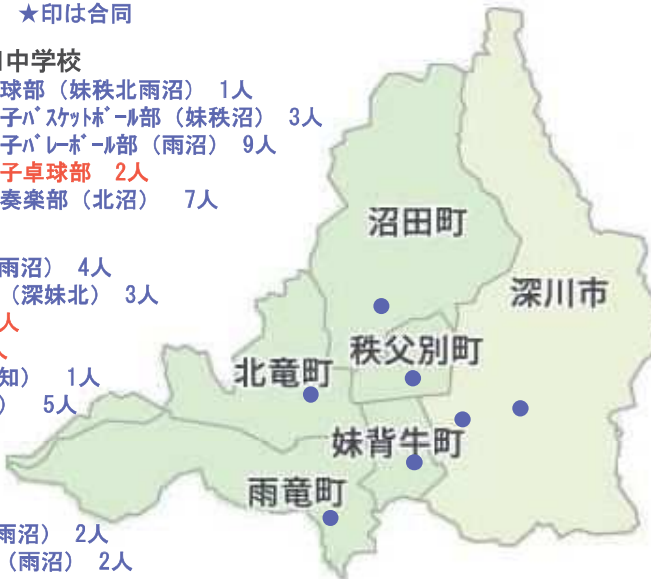 ★印は合同
中学校
球部（妹秩北雨沼） 1人
子バスケットボール部（妹秩沼） 3人
子バレーボール部（雨沼） 9人
子卓球部 2人
奏楽部（北沼） 7人
雨沼） 4人
（深妹北） 3人
人
人
知） 1人
） 5人
雨沼） 2人
（雨沼） 2人
沼田町
深川市
秩父別町
北竜町
妹背牛町
雨竜町